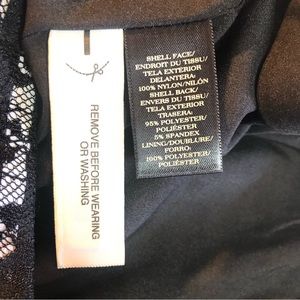 REMOVE BEFORE WEARING
OR WASHING
SHELL FACE/
ENDROIT DU TISSU/
TELA EXTERIOR
DELANTERA:
100% NYLON/NILÓN
SHELL BACK/
ENVERS DU TISSU/
TELA EXTERIOR
TRASERA:
95% POLYESTER/
POLIÉSTER
5% SPANDEX
LINING/DOUBLURE/
FORRO:
100% POLYESTER/
POLIÉSTER